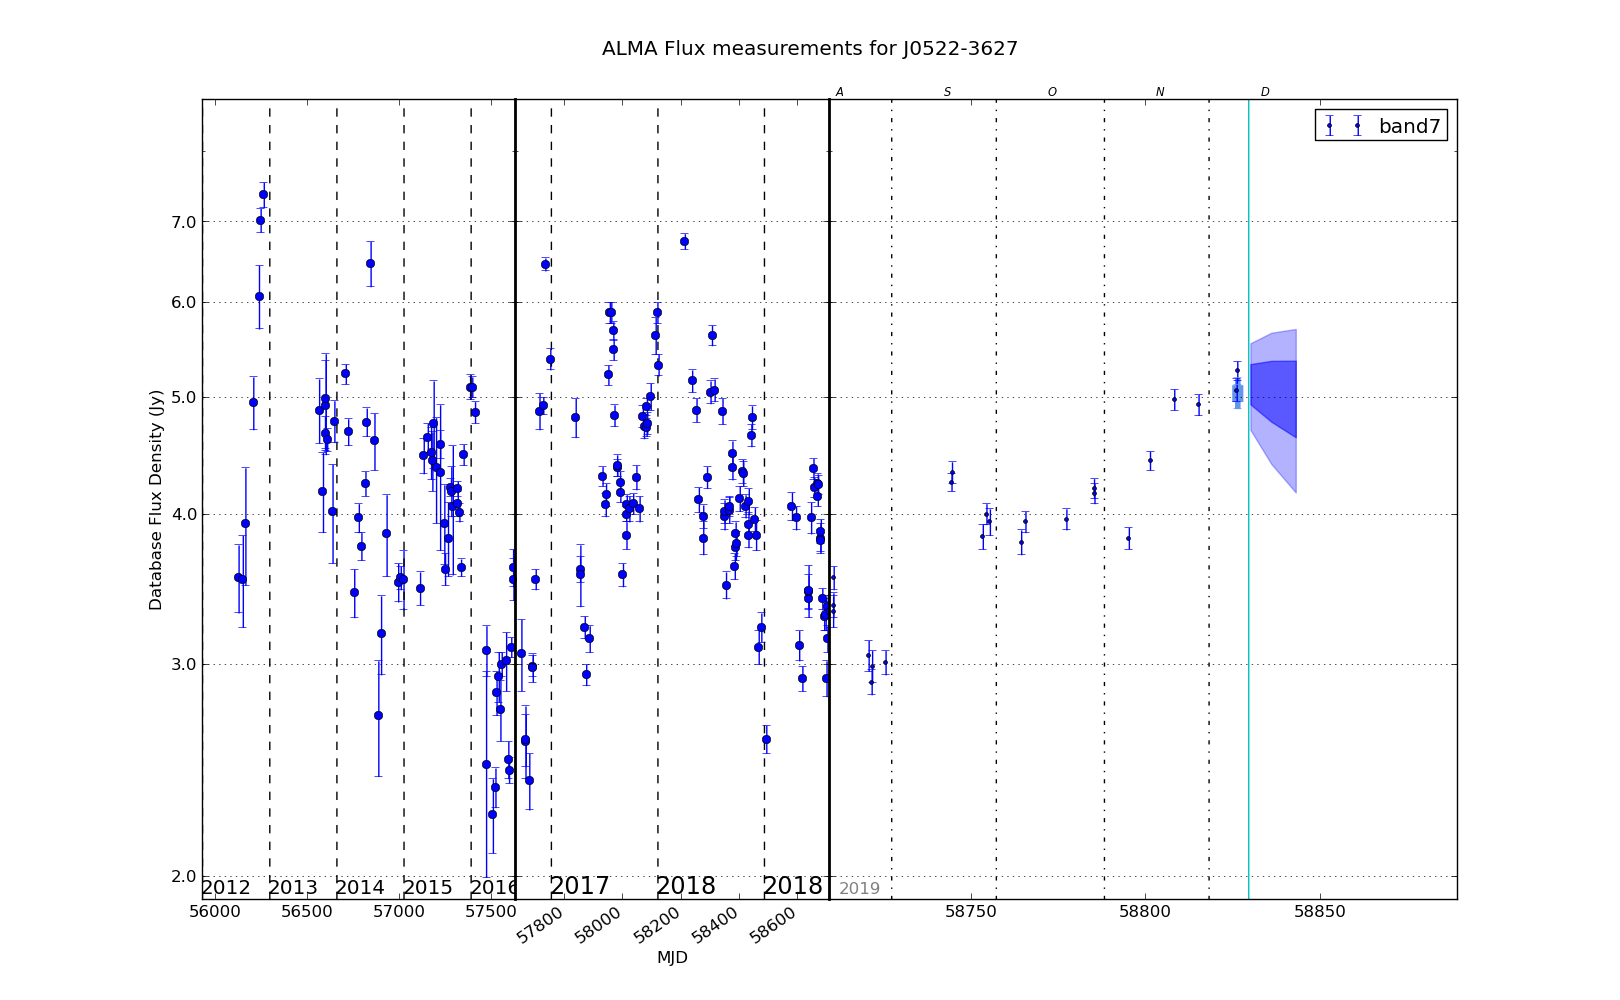 ALMA Flux measurements for J0522-3627
A S O N D
band7
7.0
6.0
5.0
4.0
3.0
2.0
Database Flux Density (Jy)
2012 2013 2014 2015 2016 2017 2018 2018 2019
56000 56500 57000 57500 57800 58000 58200 58400 58600 58750 58800 58850
MJD